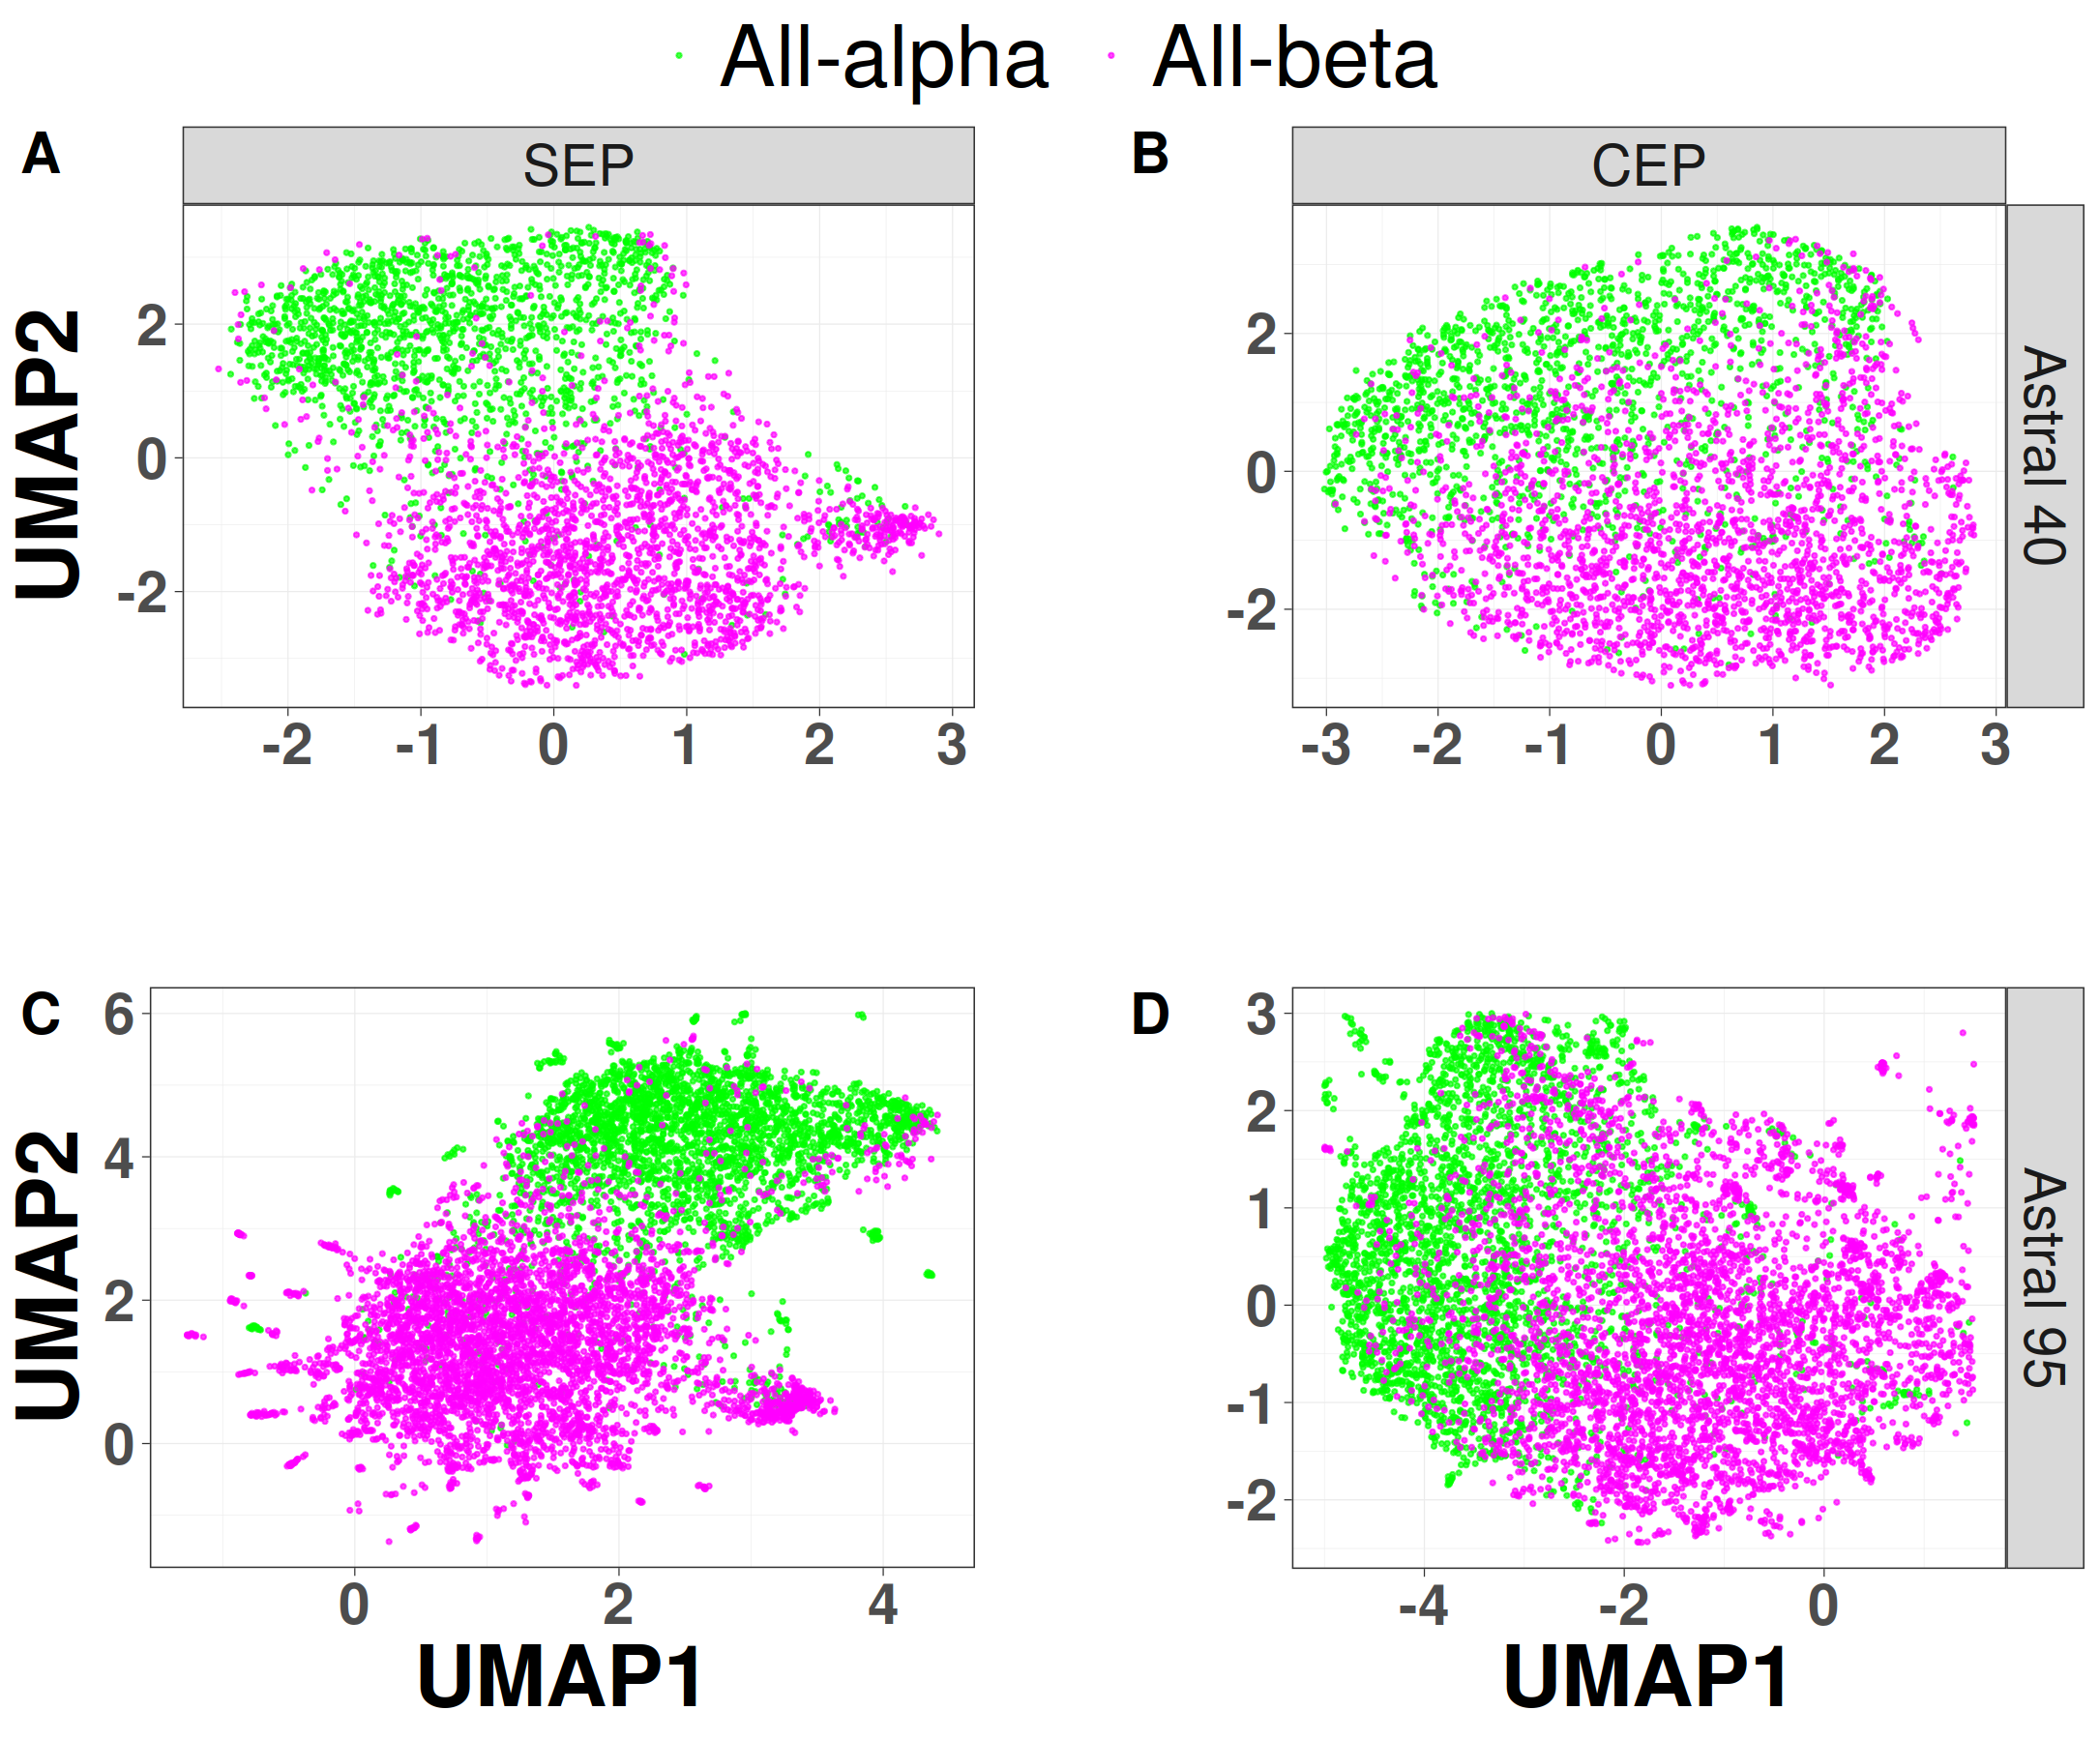 All-alpha All-beta
A SEP
B CEP
UMAP2
2
0
-2
-2 -1 0 1 2 3
2
0
-2
-3 -2 -1 0 1 2 3
Astral 40
C
UMAP2
6
4
2
0
0 2 4
UMAP1
D
3
2
1
0
-1
-2
-4 -2 0
UMAP1
Astral 95